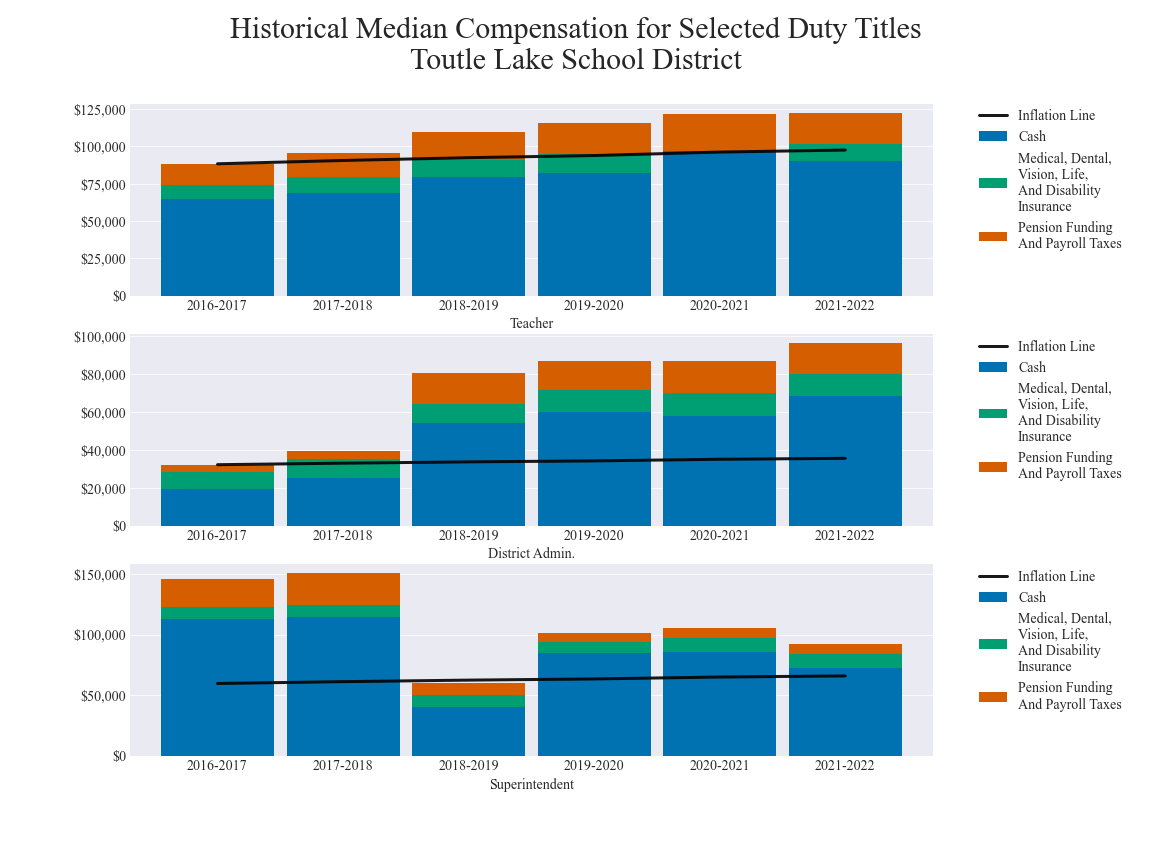 Historical Median Compensation for Selected Duty Titles
Toutle Lake School District
$125,000
$100,000
$75,000
$50,000
$25,000
$0
2016-2017 2017-2018 2018-2019 2019-2020 2020-2021 2021-2022
Teacher
Inflation Line
Cash
Medical, Dental,
Vision, Life,
And Disability
Insurance
Pension Funding
And Payroll Taxes
$100,000
$80,000
$60,000
$40,000
$20,000
$0
2016-2017 2017-2018 2018-2019 2019-2020 2020-2021 2021-2022
District Admin.
Inflation Line
Cash
Medical, Dental,
Vision, Life,
And Disability
Insurance
Pension Funding
And Payroll Taxes
$150,000
$100,000
$50,000
$0
2016-2017 2017-2018 2018-2019 2019-2020 2020-2021 2021-2022
Superintendent
Inflation Line
Cash
Medical, Dental,
Vision, Life,
And Disability
Insurance
Pension Funding
And Payroll Taxes